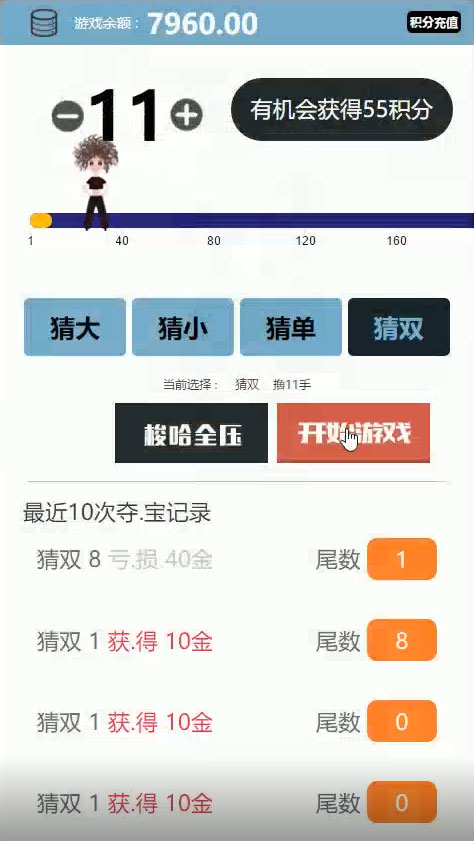 游戏余额： 7960.00 积分充值
11
有机会获得55积分
1 40 80 120 160
猜大 猜小 猜单 猜双
当前选择： 猜双 撸11手
梭哈全压 开始游戏
最近10次夺.宝记录
猜双 8 亏.损 40金 尾数 1
猜双 1 获.得 10金 尾数 8
猜双 1 获.得 10金 尾数 0
猜双 1 获.得 10金 尾数 0